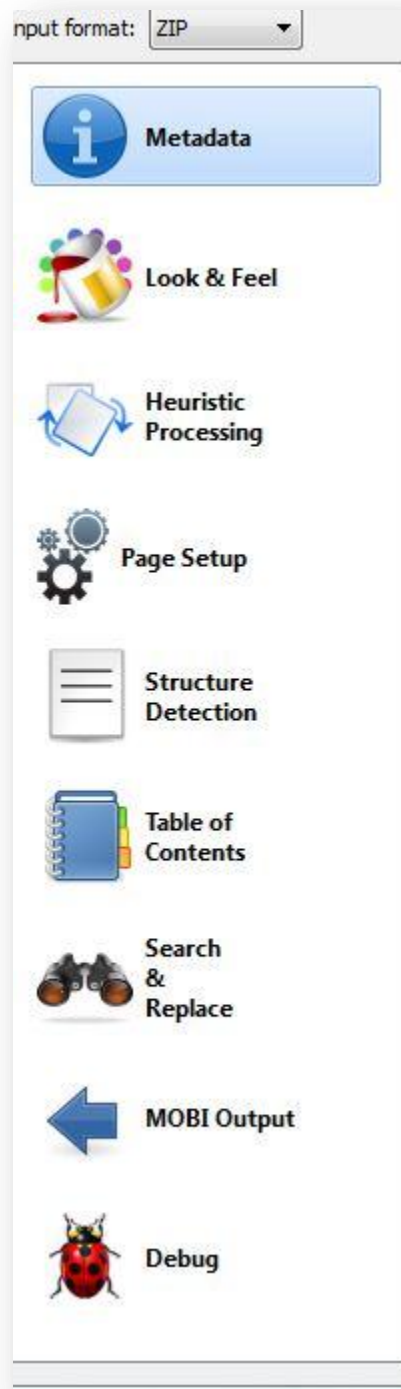 nput format: ZIP
Metadata
Look & Feel
Heuristic
Processing
Page Setup
Structure
Detection
Table of
Contents
Search
&
Replace
MOBI Output
Debug